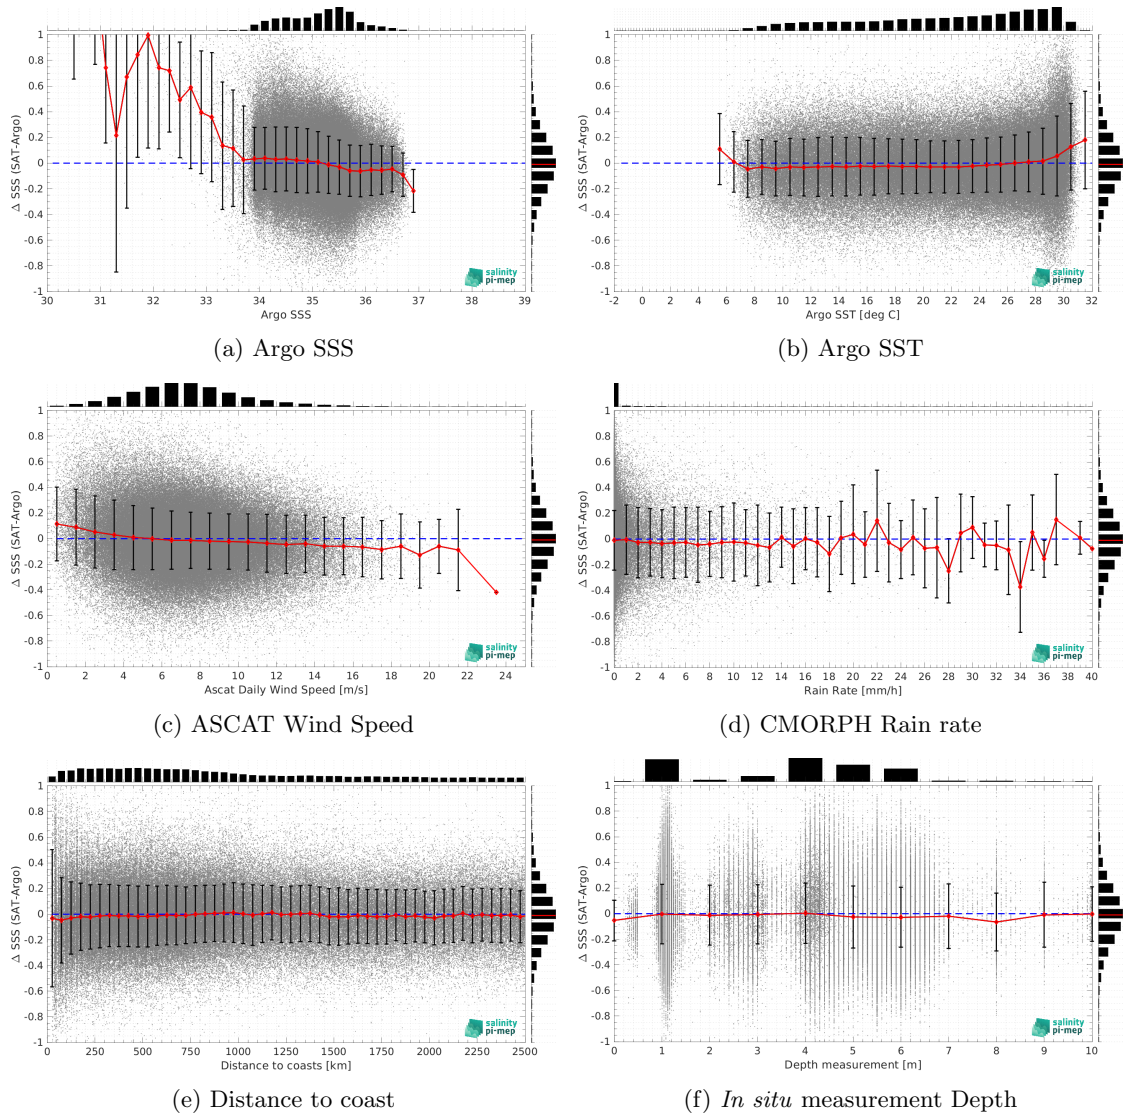 1
0.8
0.6
0.4
0.2
0
-0.2
-0.4
-0.6
-0.8
-1
Δ SSS (SAT-Argo)
30 31 32 33 34 35 36 37 38 39
Argo SSS
salinity
pi-mep
(a) Argo SSS
1
0.8
0.6
0.4
0.2
0
-0.2
-0.4
-0.6
-0.8
-1
Δ SSS (SAT-Argo)
-2 0 2 4 6 8 10 12 14 16 18 20 22 24 26 28 30 32
Argo SST [deg C]
salinity
pi-mep
(b) Argo SST
1
0.8
0.6
0.4
0.2
0
-0.2
-0.4
-0.6
-0.8
-1
Δ SSS (SAT-Argo)
0 2 4 6 8 10 12 14 16 18 20 22 24
Ascat Daily Wind Speed [m/s]
salinity
pi-mep
(c) ASCAT Wind Speed
1
0.8
0.6
0.4
0.2
0
-0.2
-0.4
-0.6
-0.8
-1
Δ SSS (SAT-Argo)
0 2 4 6 8 10 12 14 16 18 20 22 24 26 28 30 32 34 36 38 40
Rain Rate [mm/h]
salinity
pi-mep
(d) CMORPH Rain rate
1
0.8
0.6
0.4
0.2
0
-0.2
-0.4
-0.6
-0.8
-1
Δ SSS (SAT-Argo)
0 250 500 750 1000 1250 1500 1750 2000 2250 2500
Distance to coasts [km]
salinity
pi-mep
(e) Distance to coast
1
0.8
0.6
0.4
0.2
0
-0.2
-0.4
-0.6
-0.8
-1
Δ SSS (SAT-Argo)
0 1 2 3 4 5 6 7 8 9 10
Depth measurement [m]
salinity
pi-mep
(f) In situ measurement Depth